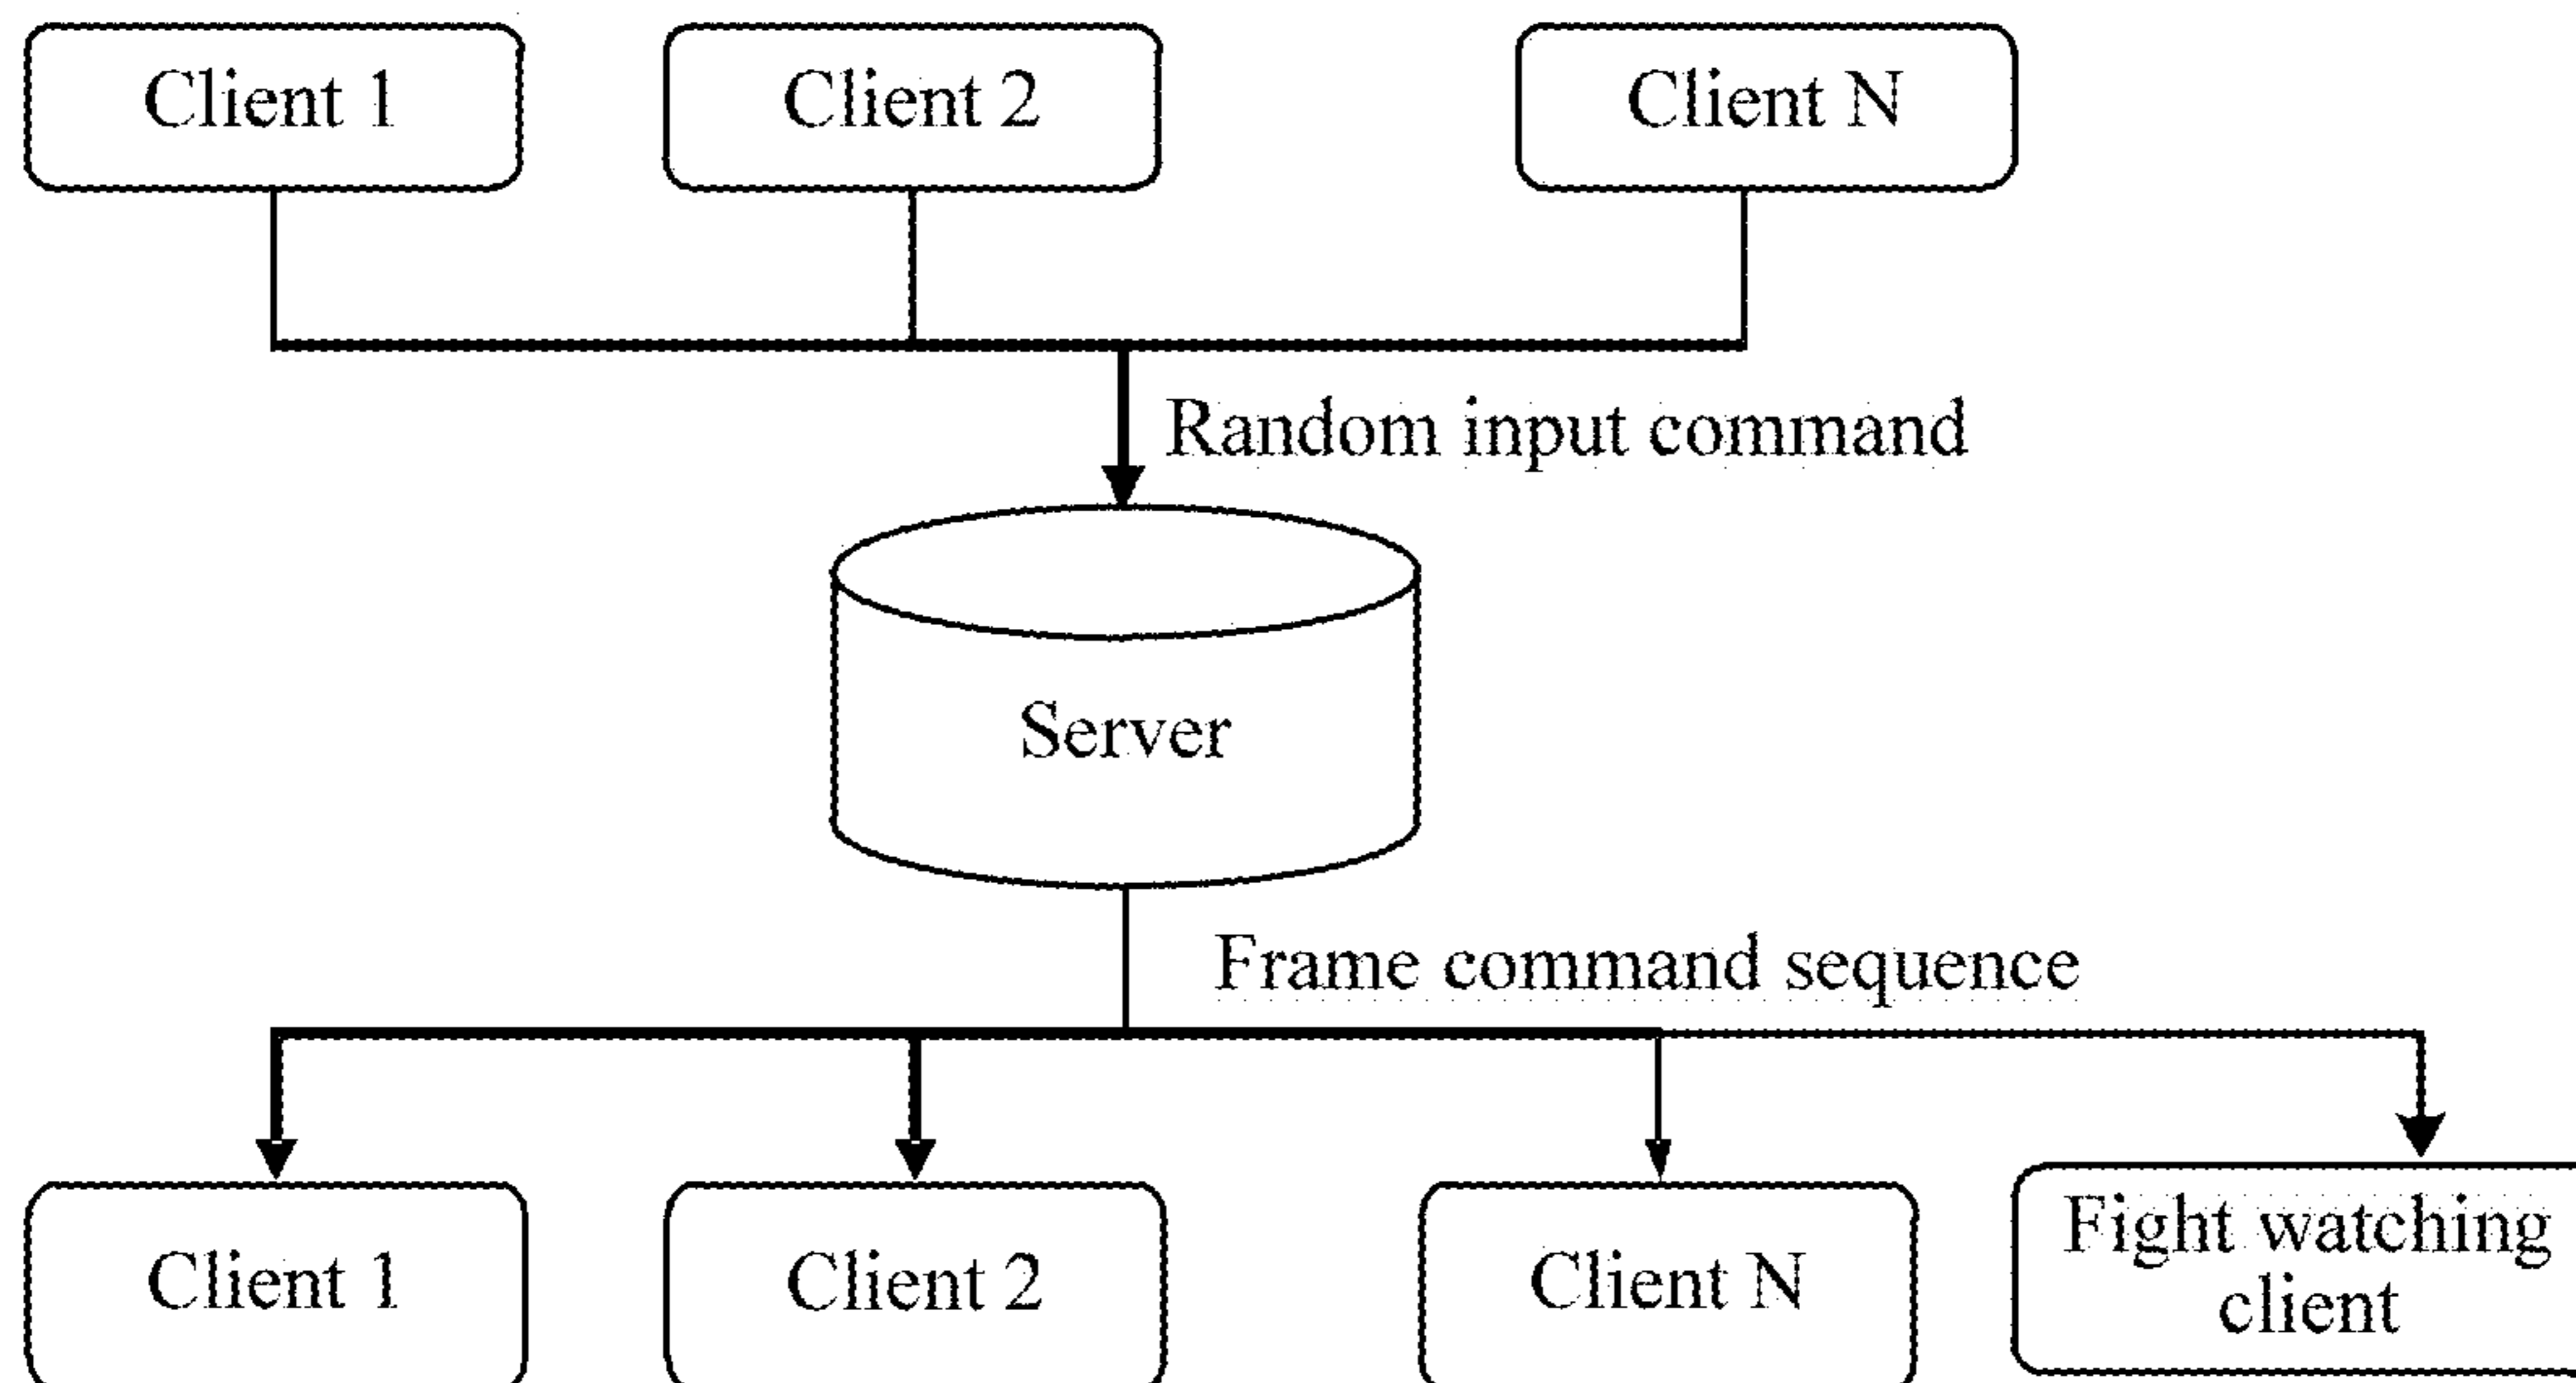 Client 1
Client 2
Client N
Random input command
Server
Frame command sequence
Client 1
Client 2
Client N
Fight watching
client